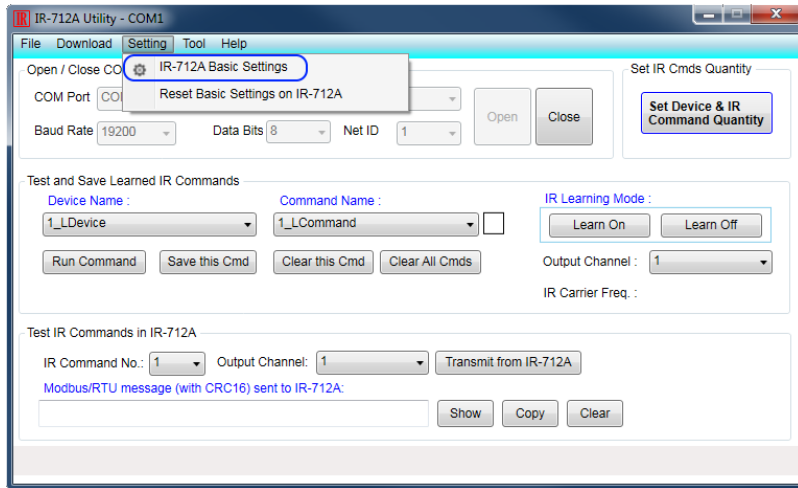 IR IR-712A Utility - COM1
File Download Setting Tool Help
IR-712A Basic Settings
Reset Basic Settings on IR-712A
Open / Close CO
Set IR Cmds Quantity
COM Port COM
Open
Close
Set Device & IR
Command Quantity
Baud Rate 19200 Data Bits 8 Net ID 1
Test and Save Learned IR Commands
Device Name : Command Name : IR Learning Mode :
1_LDevice 1_LCommand Learn On Learn Off
Run Command Save this Cmd Clear this Cmd Clear All Cmds Output Channel : 1
IR Carrier Freq. :
Test IR Commands in IR-712A
IR Command No.: 1 Output Channel: 1 Transmit from IR-712A
Modbus/RTU message (with CRC16) sent to IR-712A:
Show Copy Clear